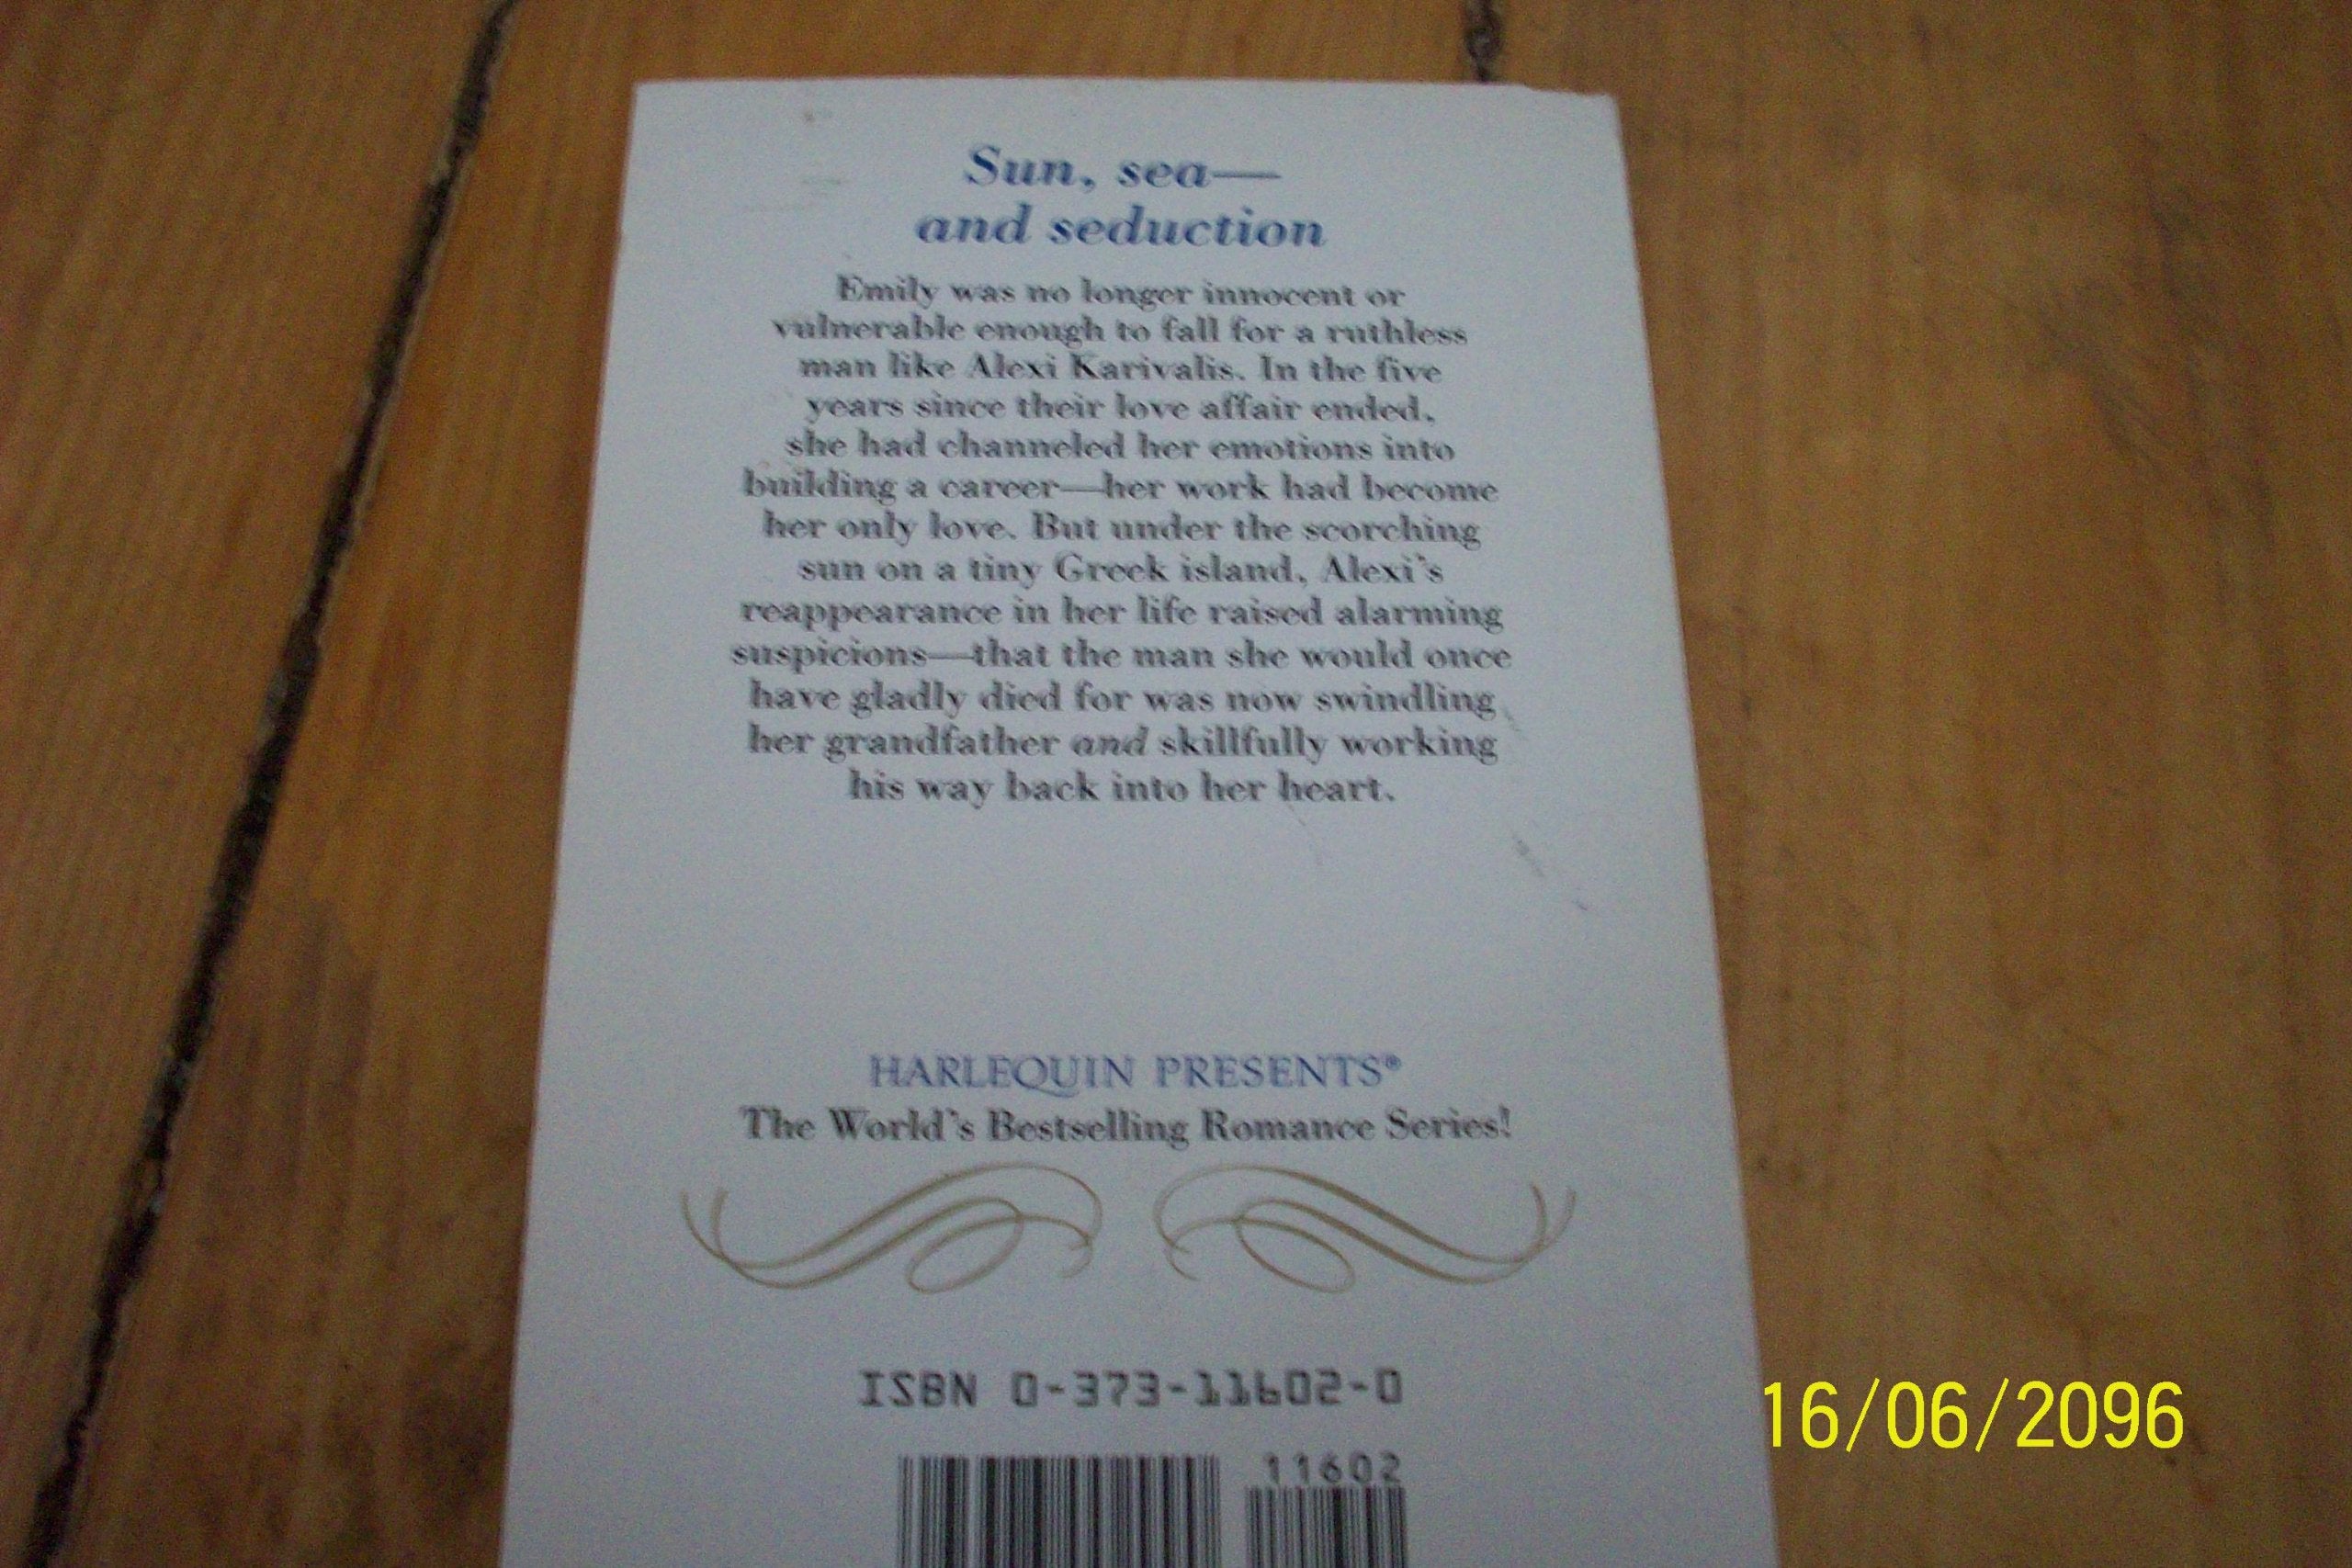 Sun, sea—
and seduction
Emily was no longer innocent or
vulnerable enough to fall for a ruthless
man like Alexi Karivalis. In the five
years since their love affair ended,
she had channeled her emotions into
building a career—her work had become
her only love. But under the scorching
sun on a tiny Greek island, Alexi's
reappearance in her life raised alarming
suspicions—that the man she would once
have gladly died for was now swindling
her grandfather and skillfully working
his way back into her heart.
HARLEQUIN PRESENTS®
The World's Bestselling Romance Series!
ISBN 0-373-11602-0
11602
16/06/2096